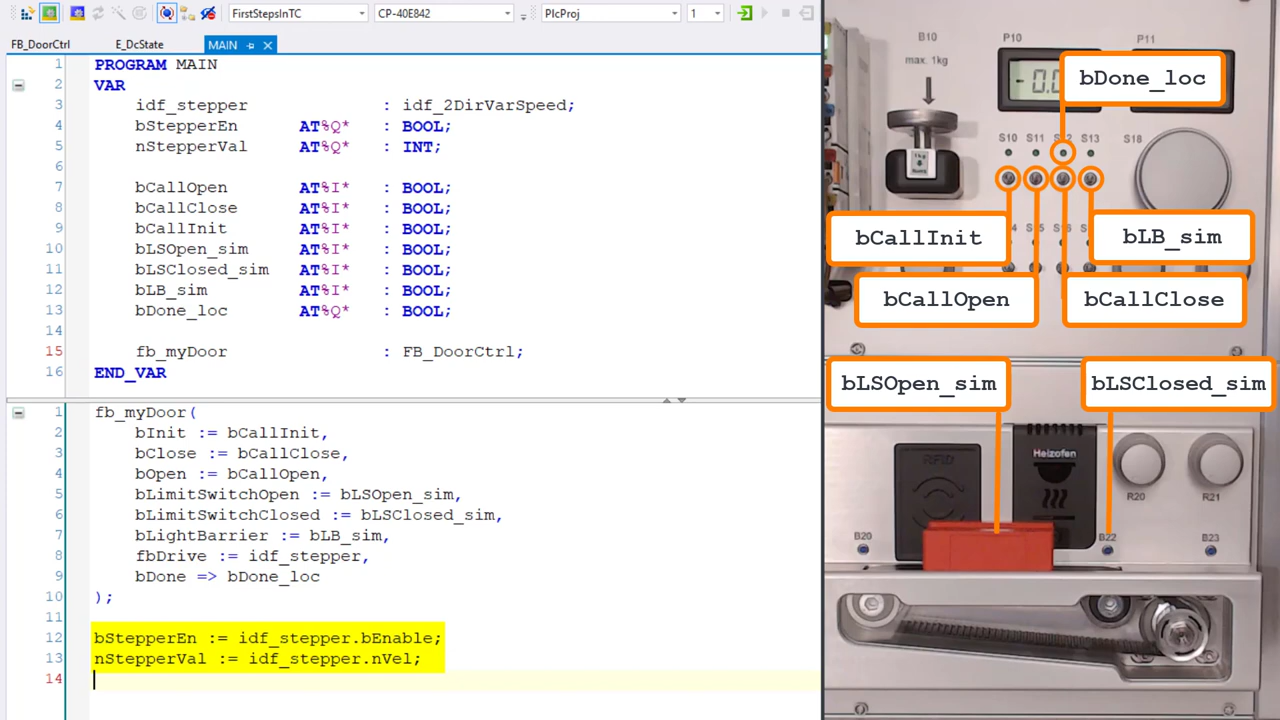 FirstStepsInTC
CP-40E842
PlcProj
1
FB_DoorCtrl
E_DcState
MAIN
1 PROGRAM MAIN
2 VAR
3 idf_stepper : idf_2DirVarSpeed;
4 bStepperEn AT%Q* : BOOL;
5 nStepperVal AT%Q* : INT;
6
7 bCallOpen AT%I* : BOOL;
8 bCallClose AT%I* : BOOL;
9 bCallInit AT%I* : BOOL;
10 bLSOpen_sim AT%I* : BOOL;
11 bLSClosed_sim AT%I* : BOOL;
12 bLB_sim AT%I* : BOOL;
13 bDone_loc AT%Q* : BOOL;
14
15 fb_myDoor : FB_DoorCtrl;
16 END_VAR
1 fb_myDoor(
2 bInit := bCallInit,
3 bClose := bCallClose,
4 bOpen := bCallOpen,
5 bLimitSwitchOpen := bLSOpen_sim,
6 bLimitSwitchClosed := bLSClosed_sim,
7 bLightBarrier := bLB_sim,
8 fbDrive := idf_stepper,
9 bDone => bDone_loc
10 );
11
12 bStepperEn := idf_stepper.bEnable;
13 nStepperVal := idf_stepper.nVel;
14
B10
max. 1kg
P10
P11
bDone_loc
S10
S11
S13
S18
1kg
bCallInit
bLB_sim
bCallOpen
bCallClose
bLSOpen_sim
bLSClosed_sim
RFID
Heizofen
R20
R21
B20
B22
B23